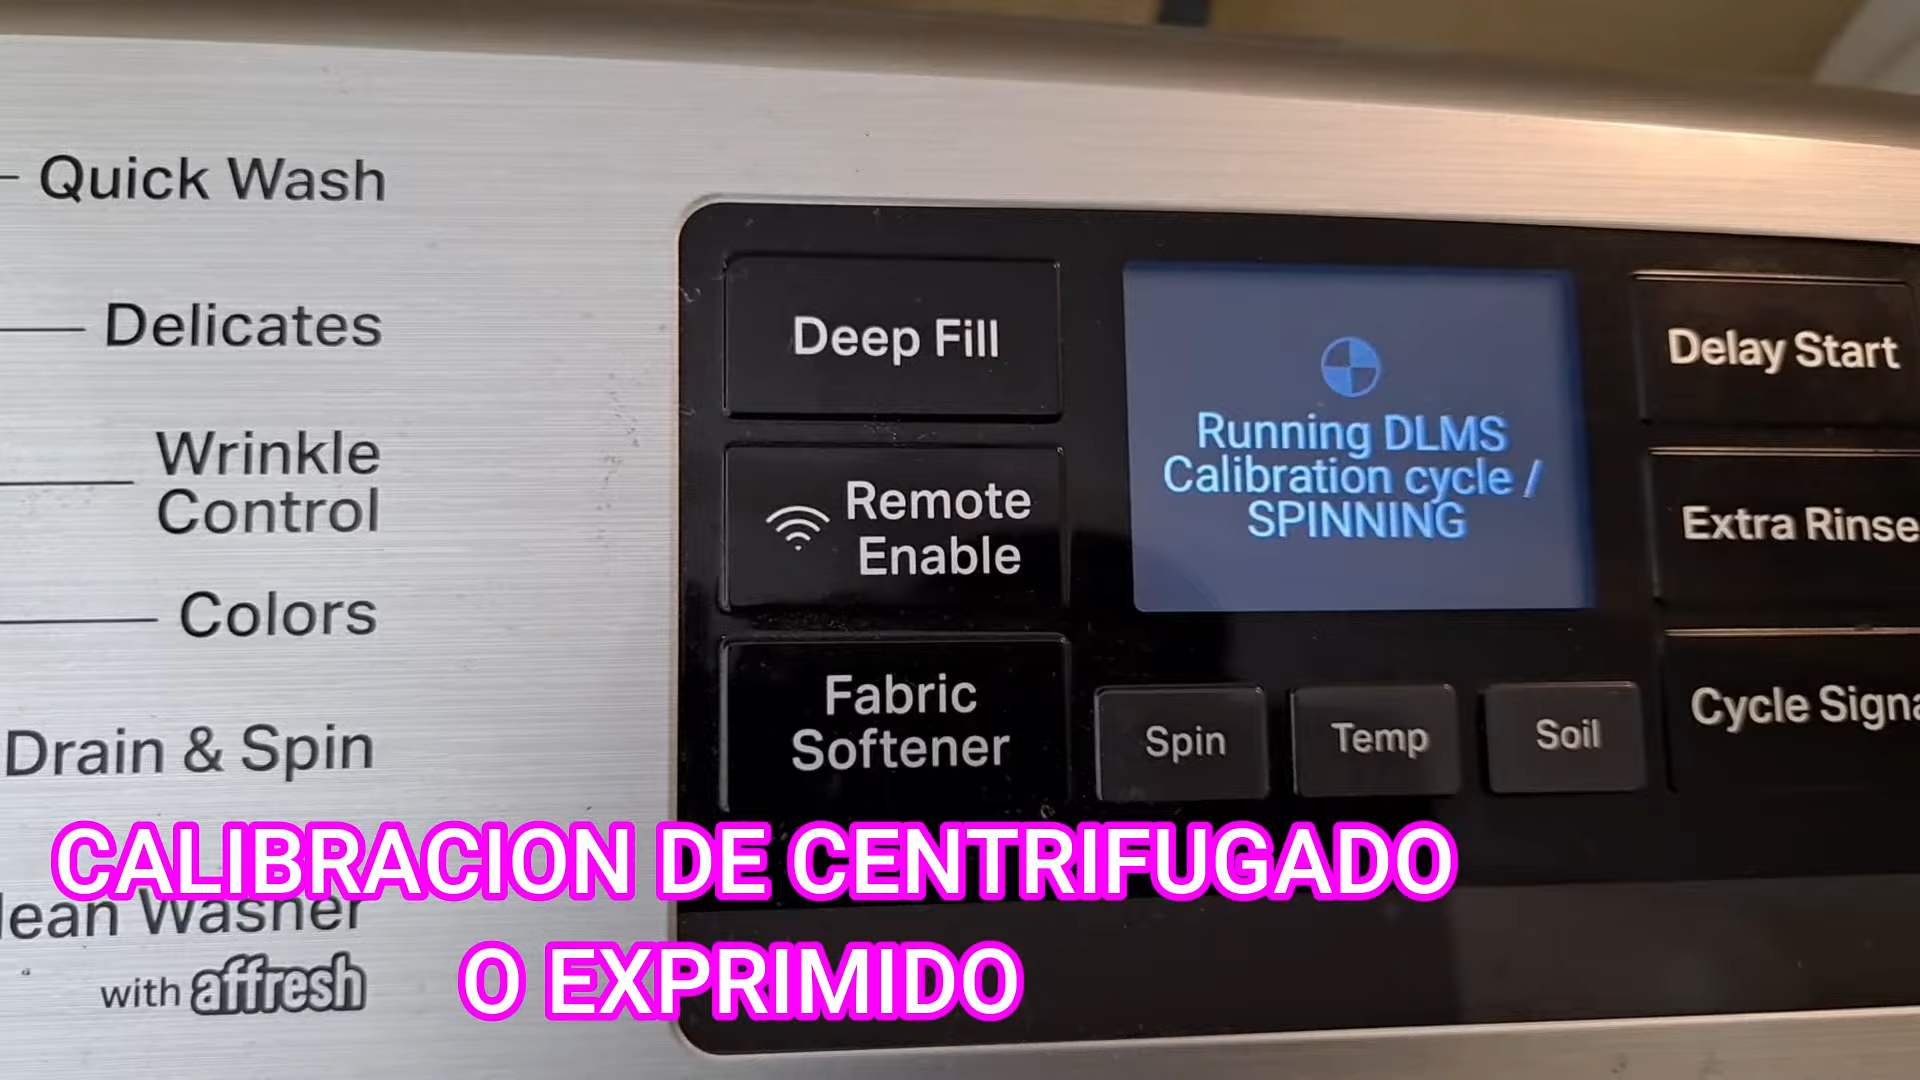 Quick Wash
Delicates
Wrinkle
Control
Colors
Drain & Spin
lean Washer
with affresh
Deep Fill
Remote
Enable
Fabric
Softener
Running DLMS
Calibration cycle /
SPINNING
Spin
Temp
Soil
Delay Start
Extra Rinse
Cycle Signa
CALIBRACION DE CENTRIFUGADO
O EXPRIMIDO